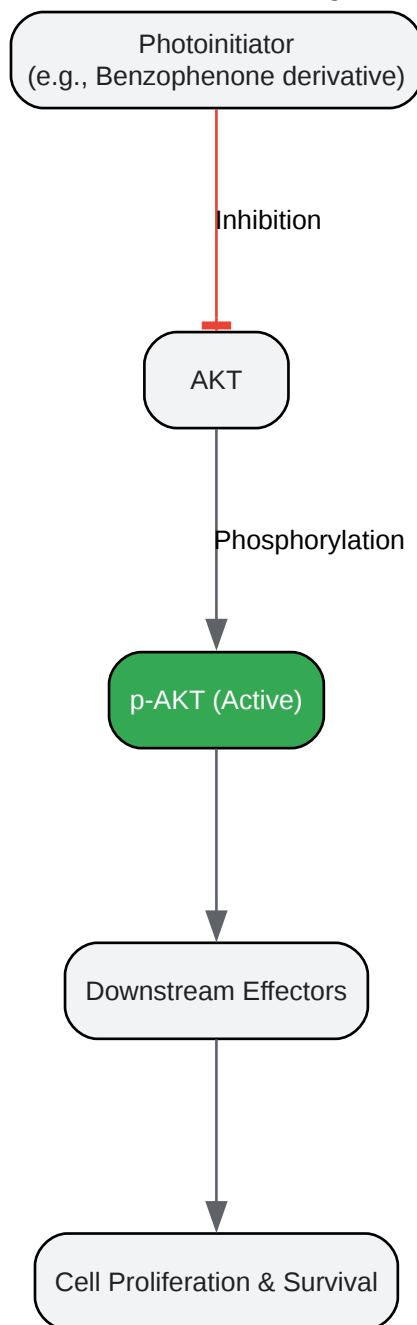 Photoinitiator
(e.g., Benzophenone derivative)
Inhibition
AKT
Phosphorylation
p-AKT (Active)
Downstream Effectors
Cell Proliferation & Survival